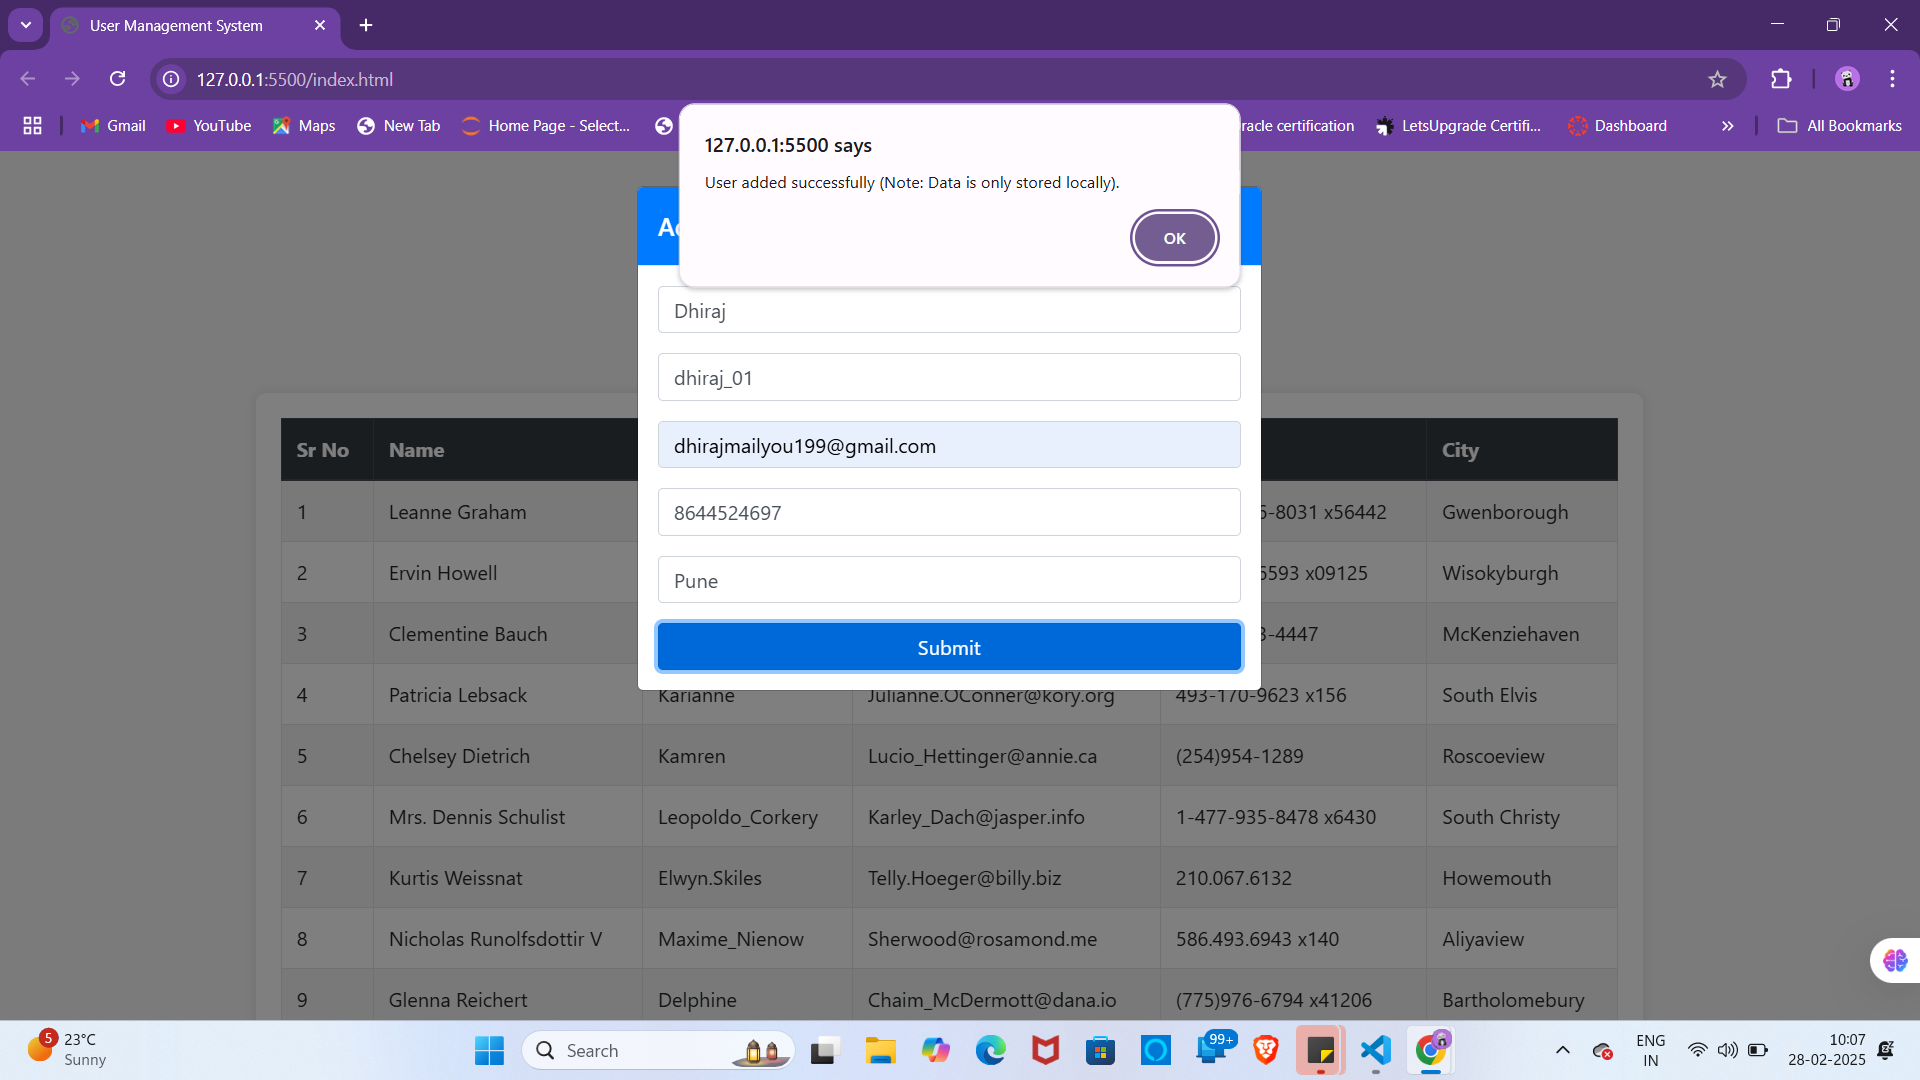 User Management System
127.0.0.1:5500/index.html
Gmail
YouTube
Maps
New Tab
Home Page - Select...
racle certification
LetsUpgrade Certifi...
Dashboard
All Bookmarks
127.0.0.1:5500 says
User added successfully (Note: Data is only stored locally).
OK
Dhiraj
dhiraj_01
dhirajmailyou199@gmail.com
8644524697
Pune
Submit
Sr No Name City
1 Leanne Graham -8031 x56442 Gwenborough
2 Ervin Howell 6593 x09125 Wisokyburgh
3 Clementine Bauch 3-4447 McKenziehaven
4 Patricia Lebsack Karianne Julianne.OConner@kory.org 493-170-9623 x156 South Elvis
5 Chelsey Dietrich Kamren Lucio_Hettinger@annie.ca (254)954-1289 Roscoeview
6 Mrs. Dennis Schulist Leopoldo_Corkery Karley_Dach@jasper.info 1-477-935-8478 x6430 South Christy
7 Kurtis Weissnat Elwyn.Skiles Telly.Hoeger@billy.biz 210.067.6132 Howemouth
8 Nicholas Runolfsdottir V Maxime_Nienow Sherwood@rosamond.me 586.493.6943 x140 Aliyaview
9 Glenna Reichert Delphine Chaim_McDermott@dana.io (775)976-6794 x41206 Bartholomebury
5
23°C
Sunny
Search
99+
ENG
IN
10:07
28-02-2025